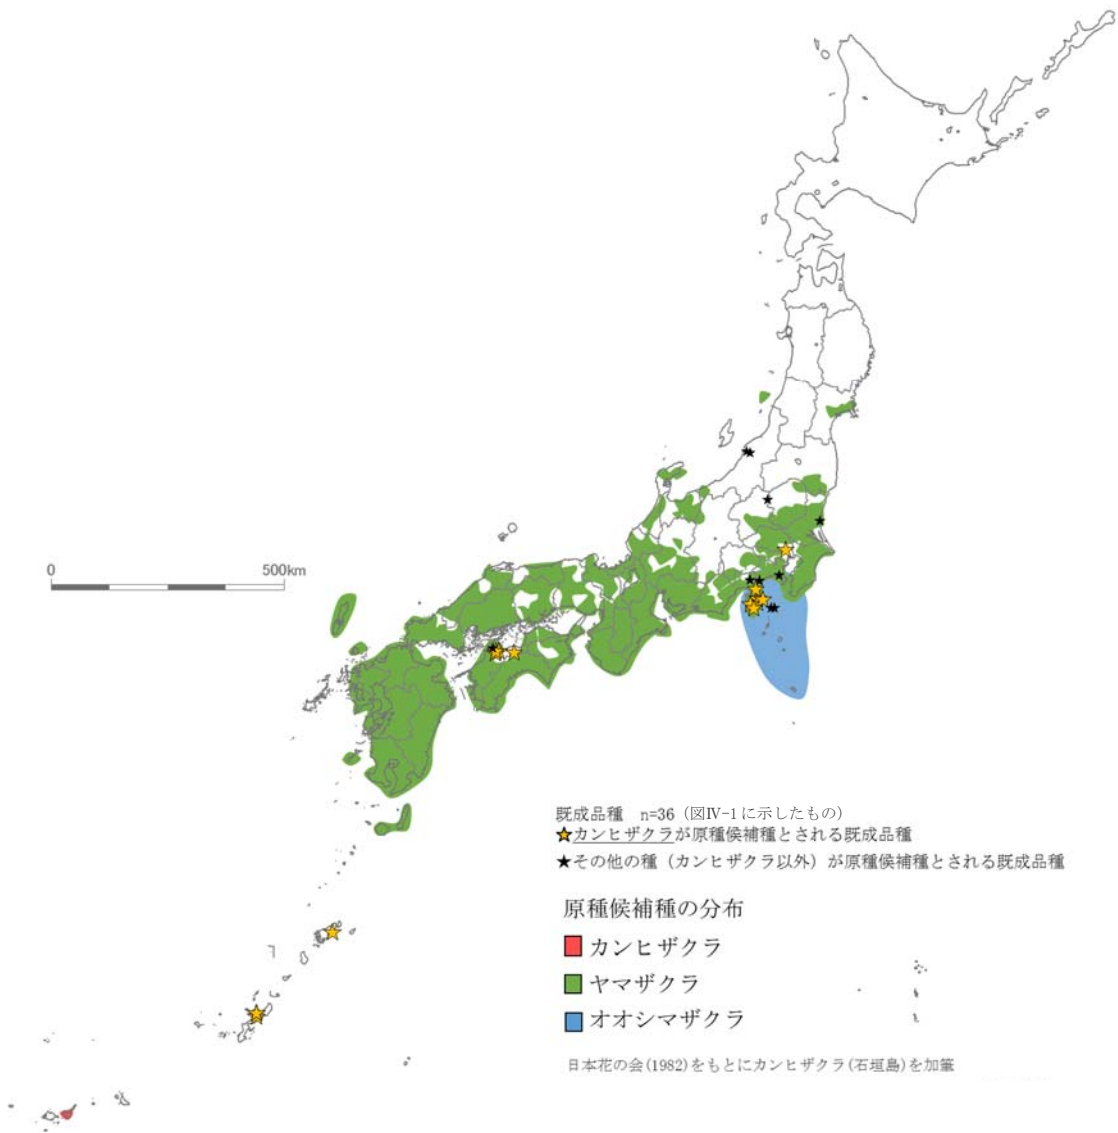 0
500km
既成品種 n=36（図Ⅳ-1に示したもの）
カンヒザクラが原種候補種とされる既成品種
その他の種（カンヒザクラ以外）が原種候補種とされる既成品種
原種候補種の分布
カンヒザクラ
ヤマザクラ
オオシマザクラ
日本花の会(1982)をもとにカンヒザクラ(石垣島)を加筆